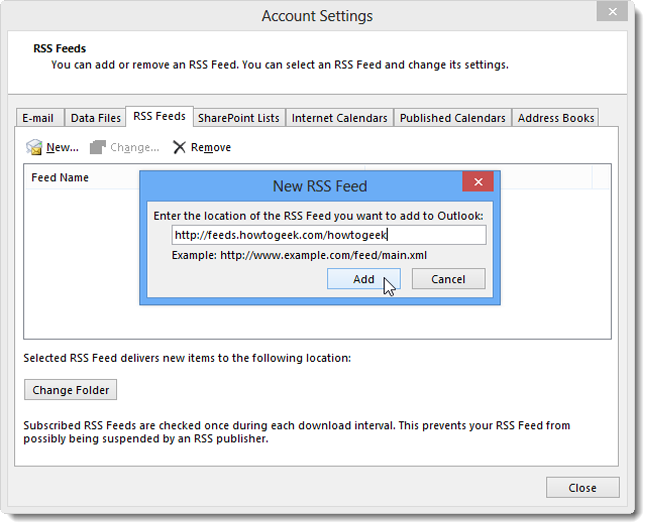 Account Settings
RSS Feeds
You can add or remove an RSS Feed. You can select an RSS Feed and change its settings.
E-mail
Data Files
RSS Feeds
SharePoint Lists
Internet Calendars
Published Calendars
Address Books
New...
Change...
Remove
Feed Name
New RSS Feed
Enter the location of the RSS Feed you want to add to Outlook:
http://feeds.howtogeek.com/howtogeek
Example: http://www.example.com/feed/main.xml
Add
Cancel
Selected RSS Feed delivers new items to the following location:
Change Folder
Subscribed RSS Feeds are checked once during each download interval. This prevents your RSS Feed from
possibly being suspended by an RSS publisher.
Close